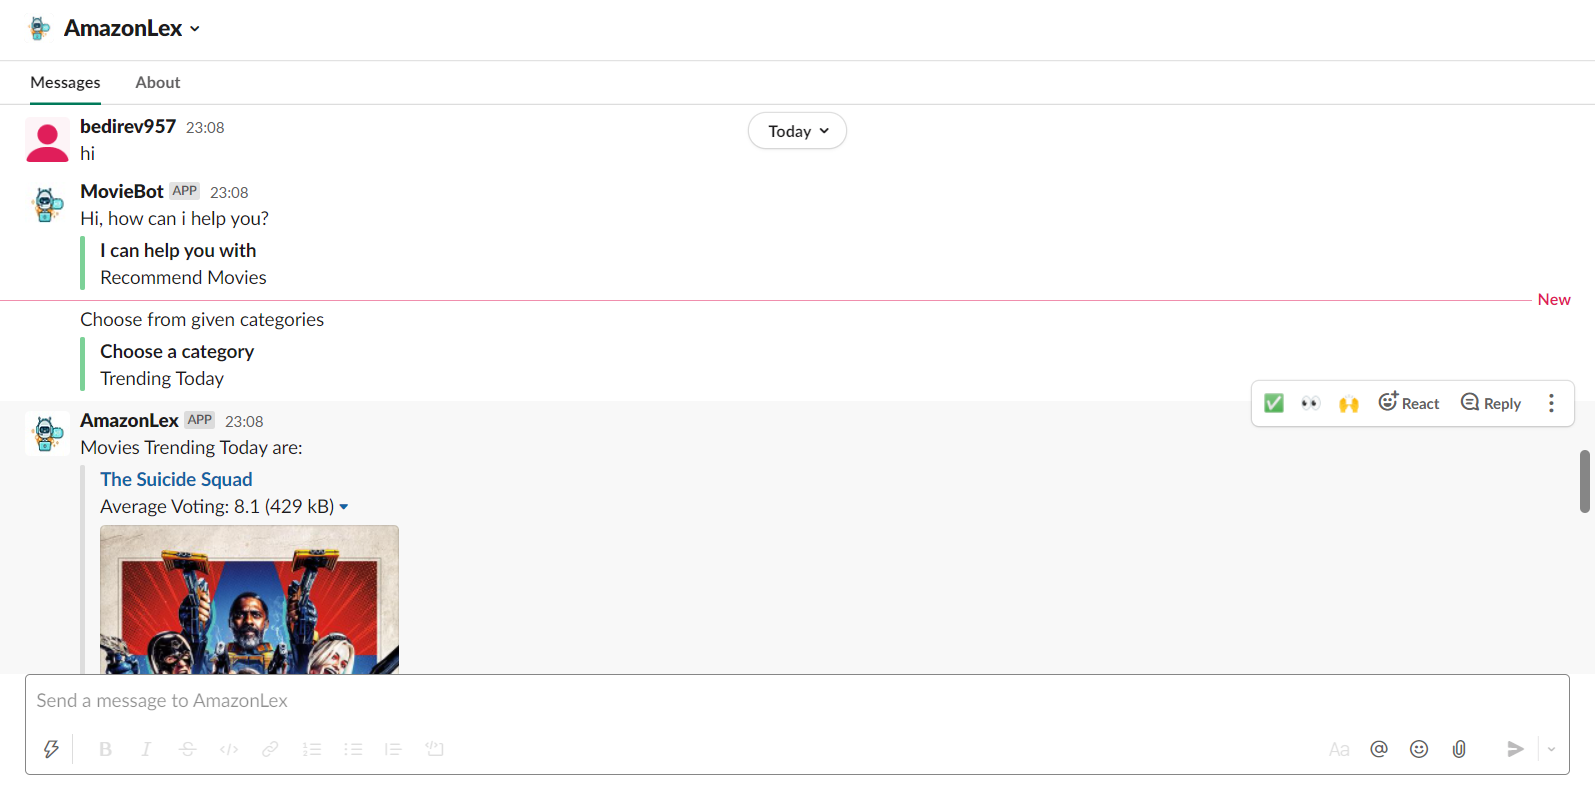 AmazonLex
Messages About
bedirev957 23:08
Today
hi
MovieBot APP 23:08
Hi, how can i help you?
I can help you with
Recommend Movies
New
Choose from given categories
Choose a category
Trending Today
React Reply
AmazonLex APP 23:08
Movies Trending Today are:
The Suicide Squad
Average Voting: 8.1 (429 kB)
Send a message to AmazonLex
B I S </> Aa @